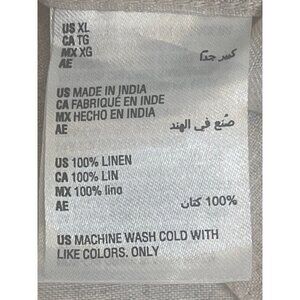 US XL
CA TG
MX XG
AE كبير جدًا
US MADE IN INDIA
CA FABRIQUÉ EN INDE
MX HECHO EN INDIA
AE صُنع في الهند
US 100% LINEN
CA 100% LIN
MX 100% lino
AE 100% كتان
US MACHINE WASH COLD WITH
LIKE COLORS. ONLY